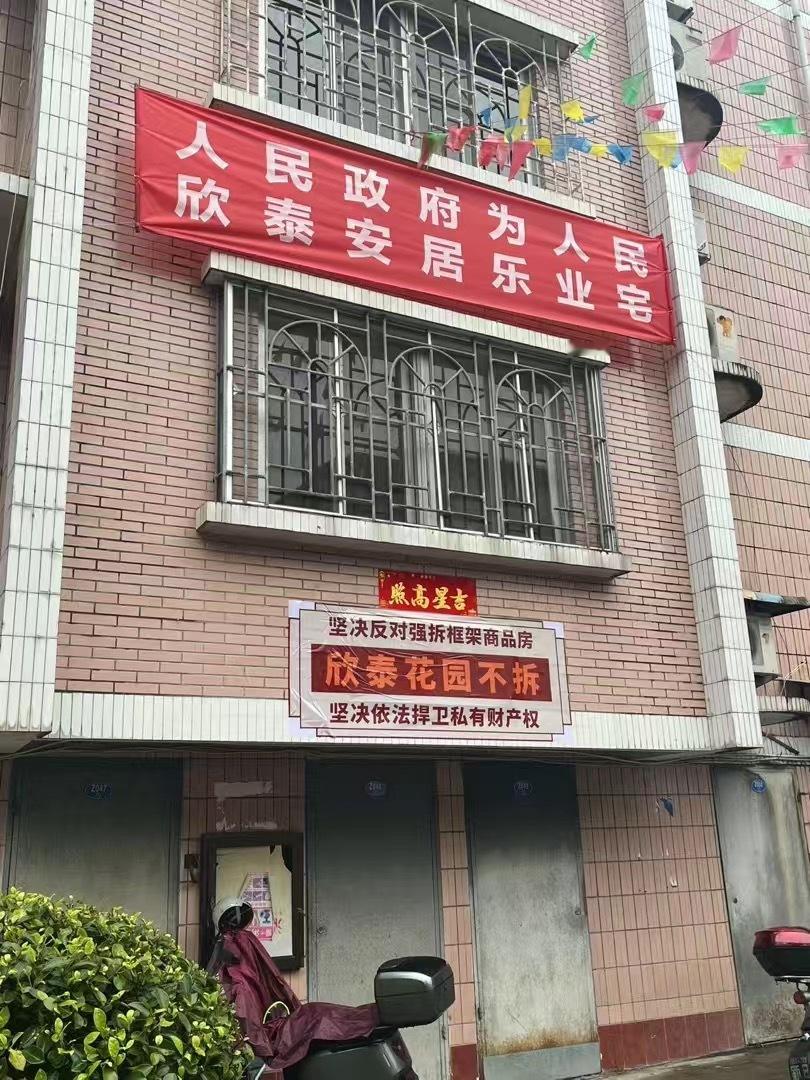 人民政府为人民
欣泰安居乐业宅
照高星吉
坚决反对强拆框架商品房
欣泰花园不拆
坚决依法捍卫私有财产权
Z047